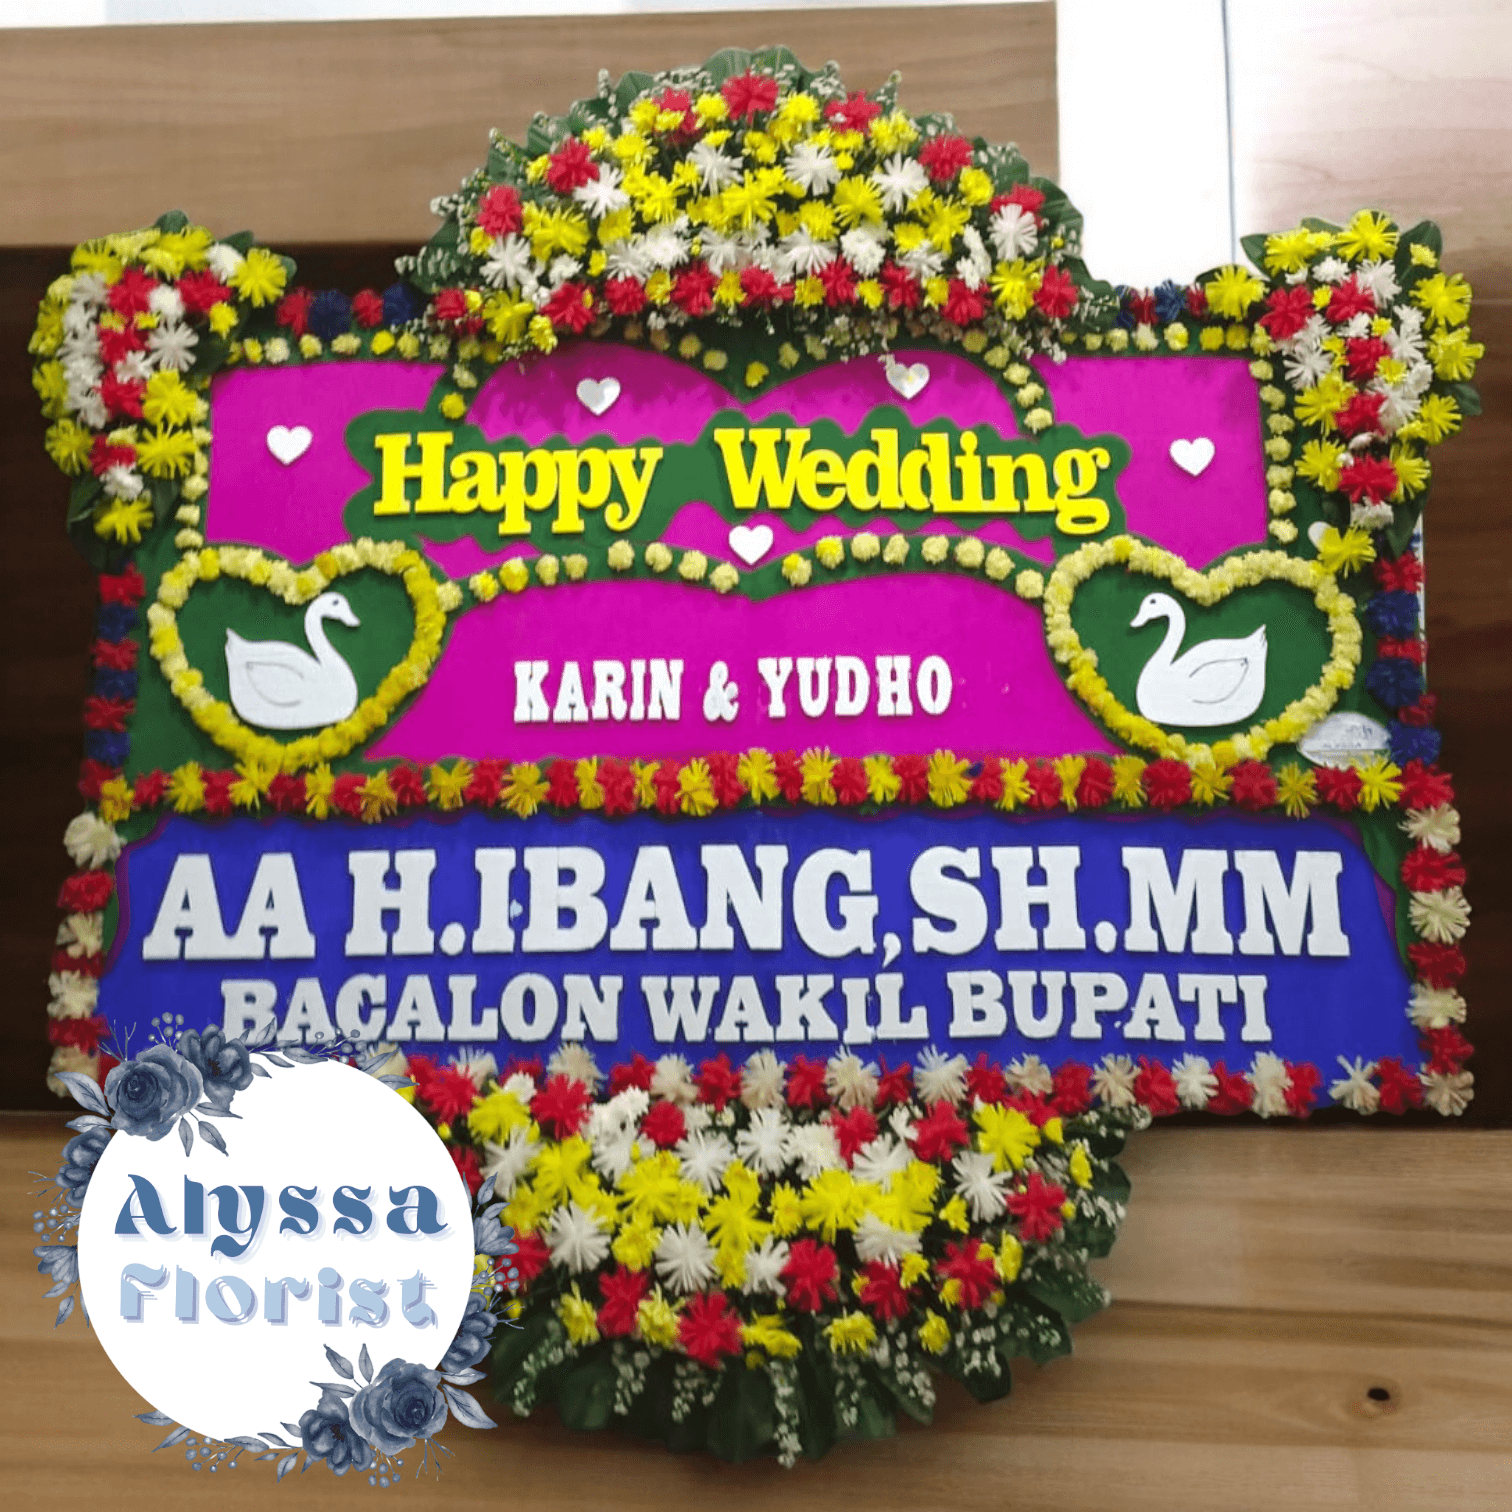 Happy Wedding
KARIN & YUDHO
AA H.IBANG,SH.MM
BACALON WAKIL BUPATI
Alyssa
Florist